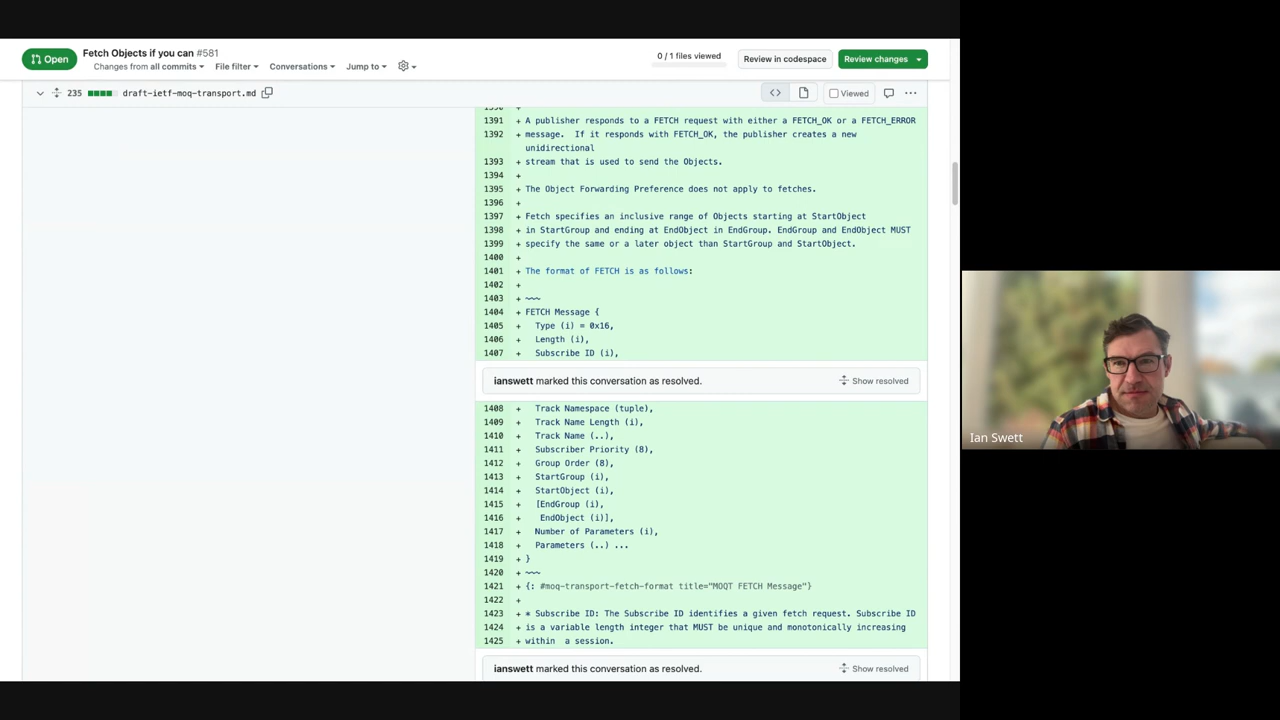 Open
Fetch Objects if you can #581
Changes from all commits
File filter
Conversations
Jump to
0 / 1 files viewed
Review in codespace
Review changes
235
draft-ietf-moq-transport.md
Viewed
1391 + A publisher responds to a FETCH request with either a FETCH_OK or a FETCH_ERROR
1392 + message.  If it responds with FETCH_OK, the publisher creates a new
unidirectional
1393 + stream that is used to send the Objects.
1394 +
1395 + The Object Forwarding Preference does not apply to fetches.
1396 +
1397 + Fetch specifies an inclusive range of Objects starting at StartObject
1398 + in StartGroup and ending at EndObject in EndGroup. EndGroup and EndObject MUST
1399 + specify the same or a later object than StartGroup and StartObject.
1400 +
1401 + The format of FETCH is as follows:
1402 +
1403 + ~~~
1404 + FETCH Message {
1405 +   Type (i) = 0x16,
1406 +   Length (i),
1407 +   Subscribe ID (i),
ianswett marked this conversation as resolved.
Show resolved
1408 +   Track Namespace (tuple),
1409 +   Track Name Length (i),
1410 +   Track Name (..),
1411 +   Subscriber Priority (8),
1412 +   Group Order (8),
1413 +   StartGroup (i),
1414 +   StartObject (i),
1415 +   [EndGroup (i),
1416 +    EndObject (i)],
1417 +   Number of Parameters (i),
1418 +   Parameters (..) ...
1419 + }
1420 + ~~~
1421 + {: #moq-transport-fetch-format title="MOQT FETCH Message"}
1422 +
1423 + * Subscribe ID: The Subscribe ID identifies a given fetch request. Subscribe ID
1424 + is a variable length integer that MUST be unique and monotonically increasing
1425 + within  a session.
ianswett marked this conversation as resolved.
Show resolved
Ian Swett